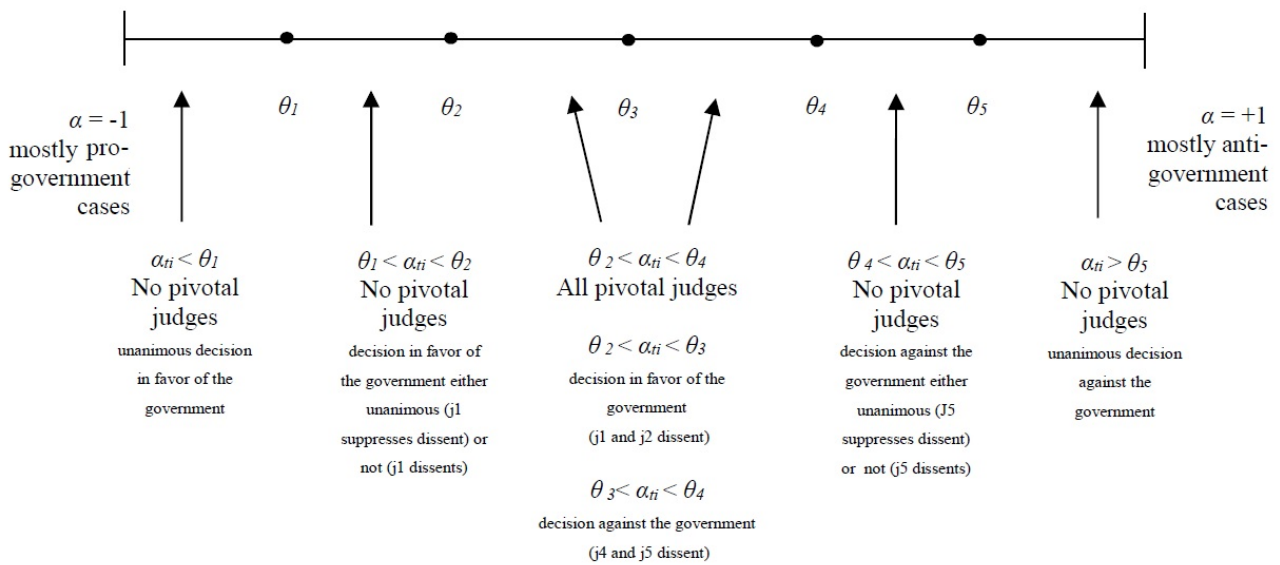 θ1
θ2
θ3
θ4
θ5
α = -1
mostly pro-
government
cases
α = +1
mostly anti-
government
cases
αti < θ1
No pivotal
judges
unanimous decision
in favor of the
government
θ1 < αti < θ2
No pivotal
judges
decision in favor of
the government either
unanimous (j1
suppresses dissent) or
not (j1 dissents)
θ 2 < αti < θ4
All pivotal judges
θ 2 < αti < θ3
decision in favor of the
government
(j1 and j2 dissent)
θ 3< αti < θ4
decision against the government
(j4 and j5 dissent)
θ 4 < αti < θ5
No pivotal
judges
decision against the
government either
unanimous (J5
suppresses dissent)
or not (j5 dissents)
αti > θ5
No pivotal
judges
unanimous decision
against the
government